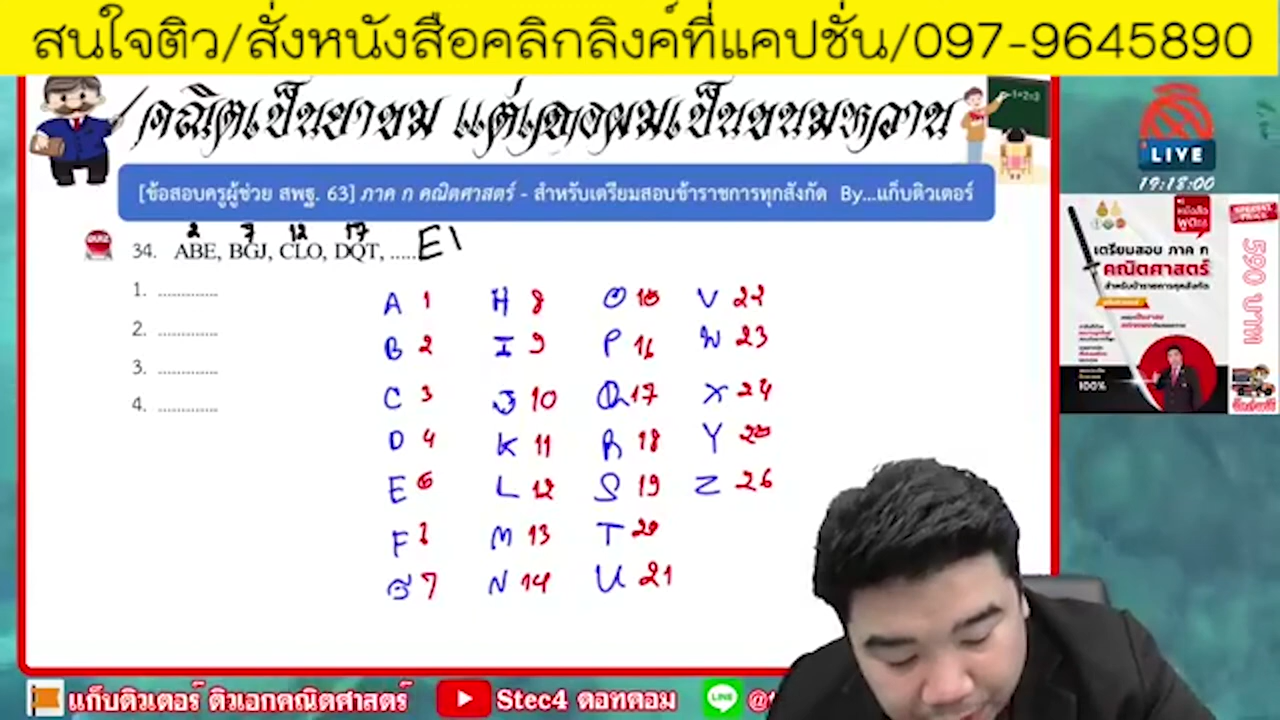 สนใจติว/สั่งหนังสือคลิกลิงค์ที่แคปชั่น/097-9645890
คณิตเป็นยาขม แต่เจอผมเป็นขนมหวาน
[ข้อสอบครูผู้ช่วย สพฐ. 63] ภาค ก คณิตศาสตร์ - สำหรับเตรียมสอบข้าราชการทุกสังกัด By...แก็บติวเตอร์
LIVE
19:18:00
2 7 12 17
34. ABE, BGJ, CLO, DQT, ..... E
1. ..............
2. ..............
3. ..............
4. ..............
A 1 H 8 O 15 V 22
B 2 I 9 P 16 W 23
C 3 J 10 Q 17 X 24
D 4 K 11 R 18 Y 25
E 5 L 12 S 19 Z 26
F 6 M 13 T 20
G 7 N 14 U 21
หนังสือ
เตรียมสอบ ภาค ก
คณิตศาสตร์
100%
SPECIAL PRICE
590 บาท
แก็บติวเตอร์ ติวเอกคณิตศาสตร์
Stec4 ดอทคอม
LINE